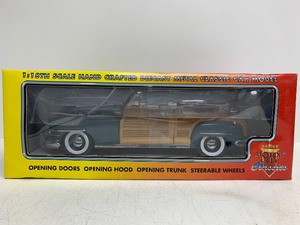 1:18TH SCALE HAND CRAFTED DIECAST METAL CLASSIC CAR MODEL
OPENING DOORS OPENING HOOD OPENING TRUNK STEERABLE WHEELS